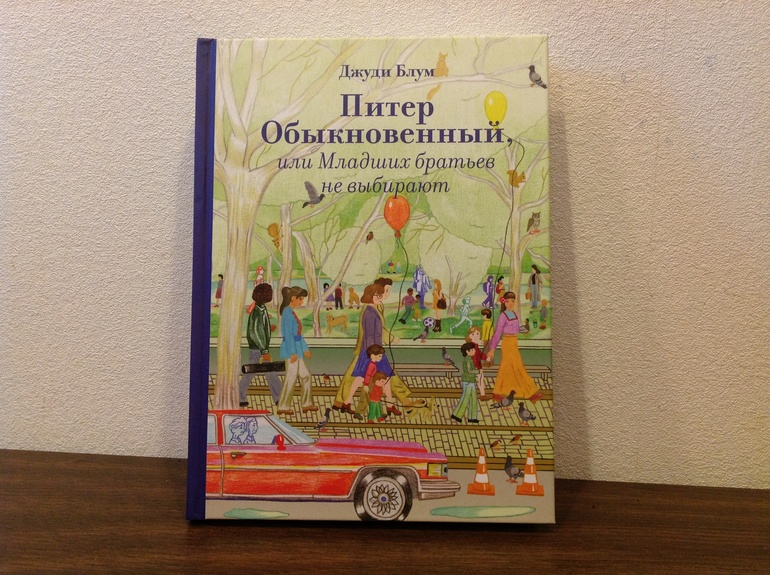 Джуди Блум
Питер
Обыкновенный,
или Младших братьев
не выбирают